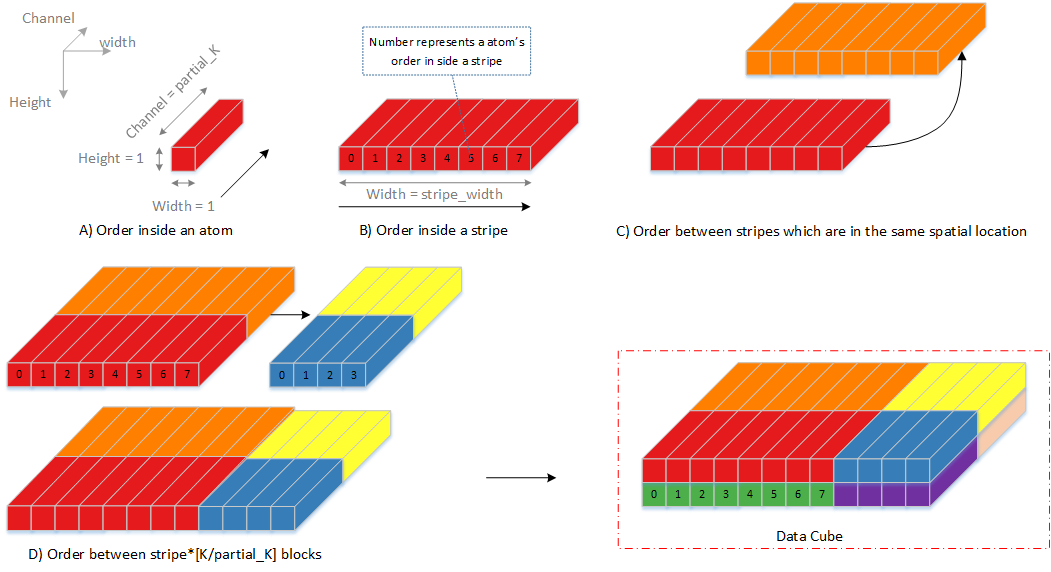 Channel
width
Height
Channel = partial_K
Height = 1
Width = 1
A) Order inside an atom
Number represents a atom's
order in side a stripe
0 1 2 3 4 5 6 7
Width = stripe_width
B) Order inside a stripe
C) Order between stripes which are in the same spatial location
0 1 2 3 4 5 6 7
0 1 2 3
D) Order between stripe*[K/partial_K] blocks
0 1 2 3 4 5 6 7
Data Cube